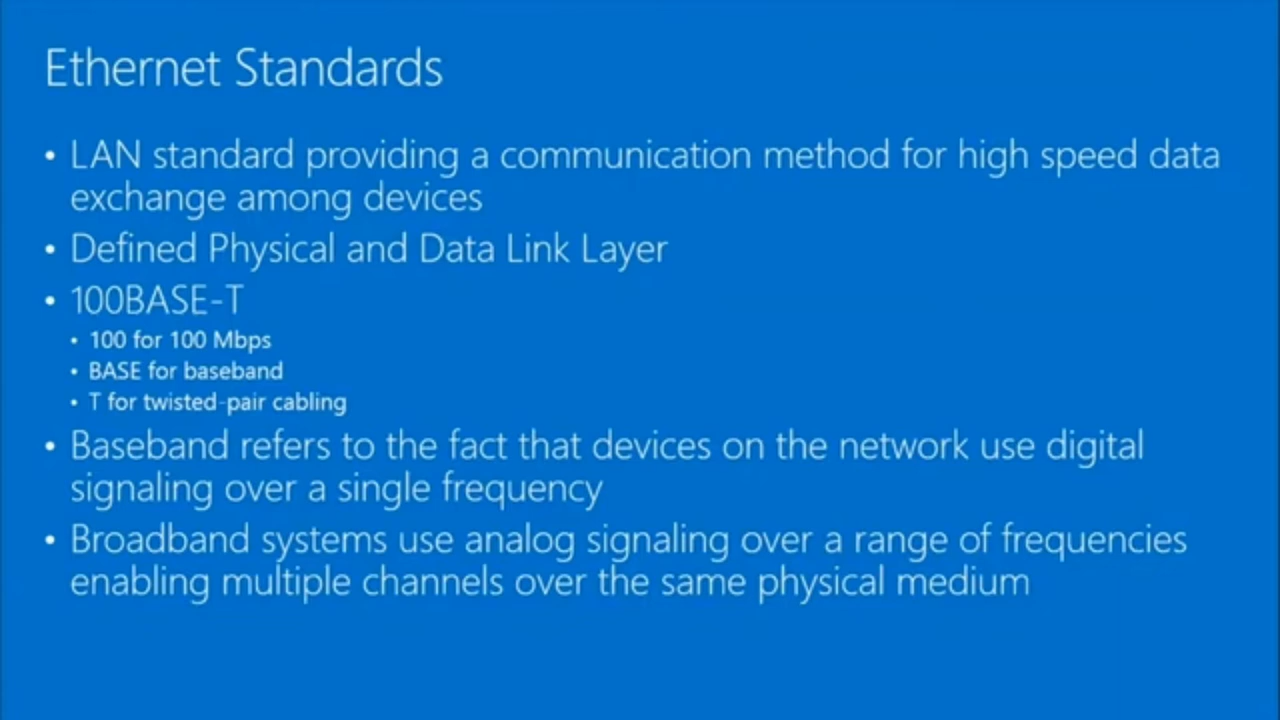 Ethernet Standards
• LAN standard providing a communication method for high speed data
exchange among devices
• Defined Physical and Data Link Layer
• 100BASE-T
• 100 for 100 Mbps
• BASE for baseband
• T for twisted-pair cabling
• Baseband refers to the fact that devices on the network use digital
signaling over a single frequency
• Broadband systems use analog signaling over a range of frequencies
enabling multiple channels over the same physical medium